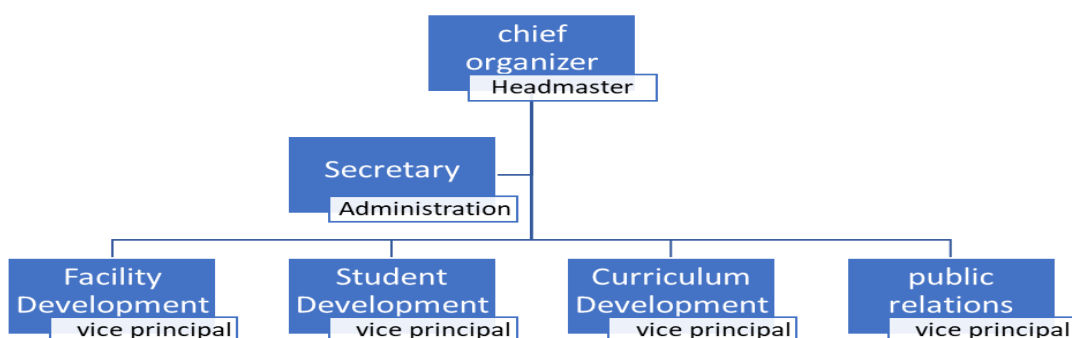 chief
organizer
Headmaster
Secretary
Administration
Facility
Development
vice principal
Student
Development
vice principal
Curriculum
Development
vice principal
public
relations
vice principal